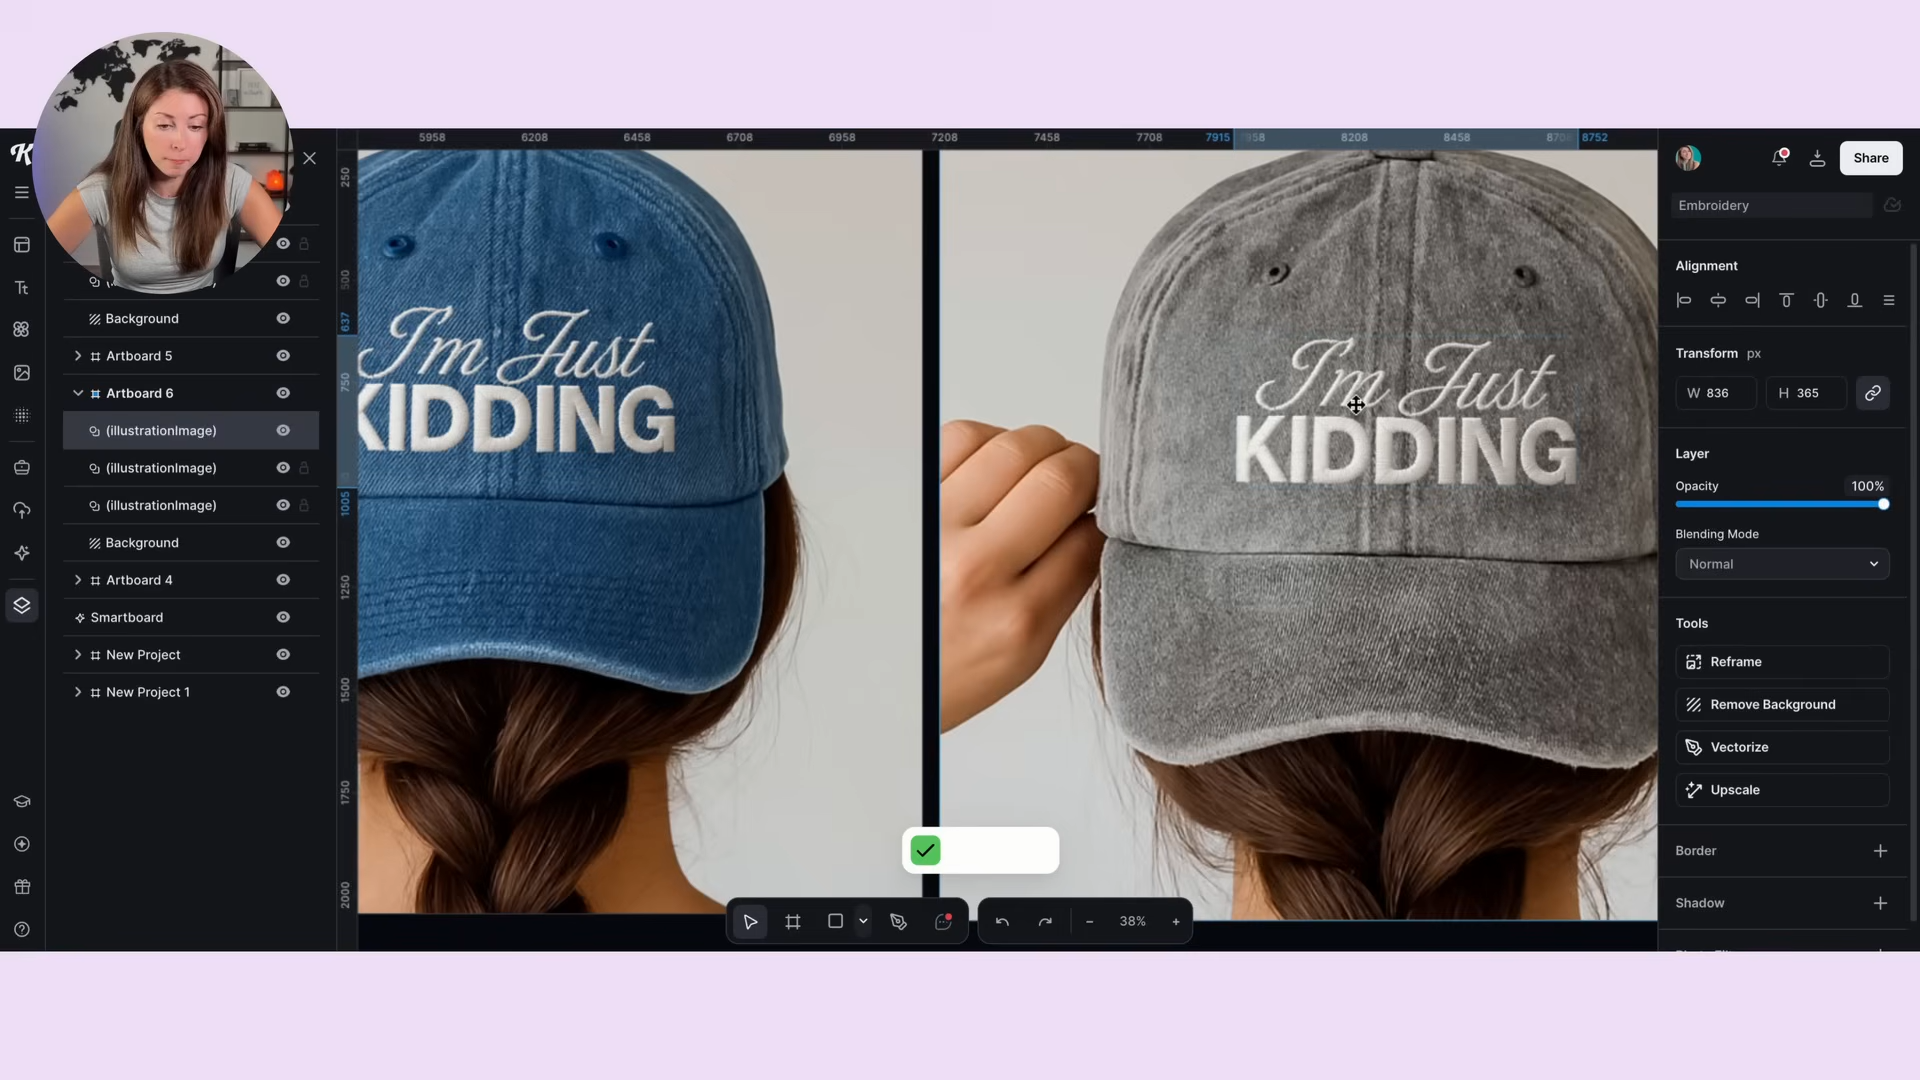 5958 6208 6458 6708 6958 7208 7458 7708 7915 8208 8458 8752
Share
Embroidery
Background
Artboard 5
Artboard 6
(illustrationImage)
(illustrationImage)
(illustrationImage)
Background
Artboard 4
Smartboard
New Project
New Project 1
250
500
637
750
1005
1250
1500
1750
2000
I'm Just
KIDDING
I'm Just
KIDDING
38%
Alignment
Transform px
W 836 H 365
Layer
Opacity 100%
Blending Mode
Normal
Tools
Reframe
Remove Background
Vectorize
Upscale
Border
Shadow